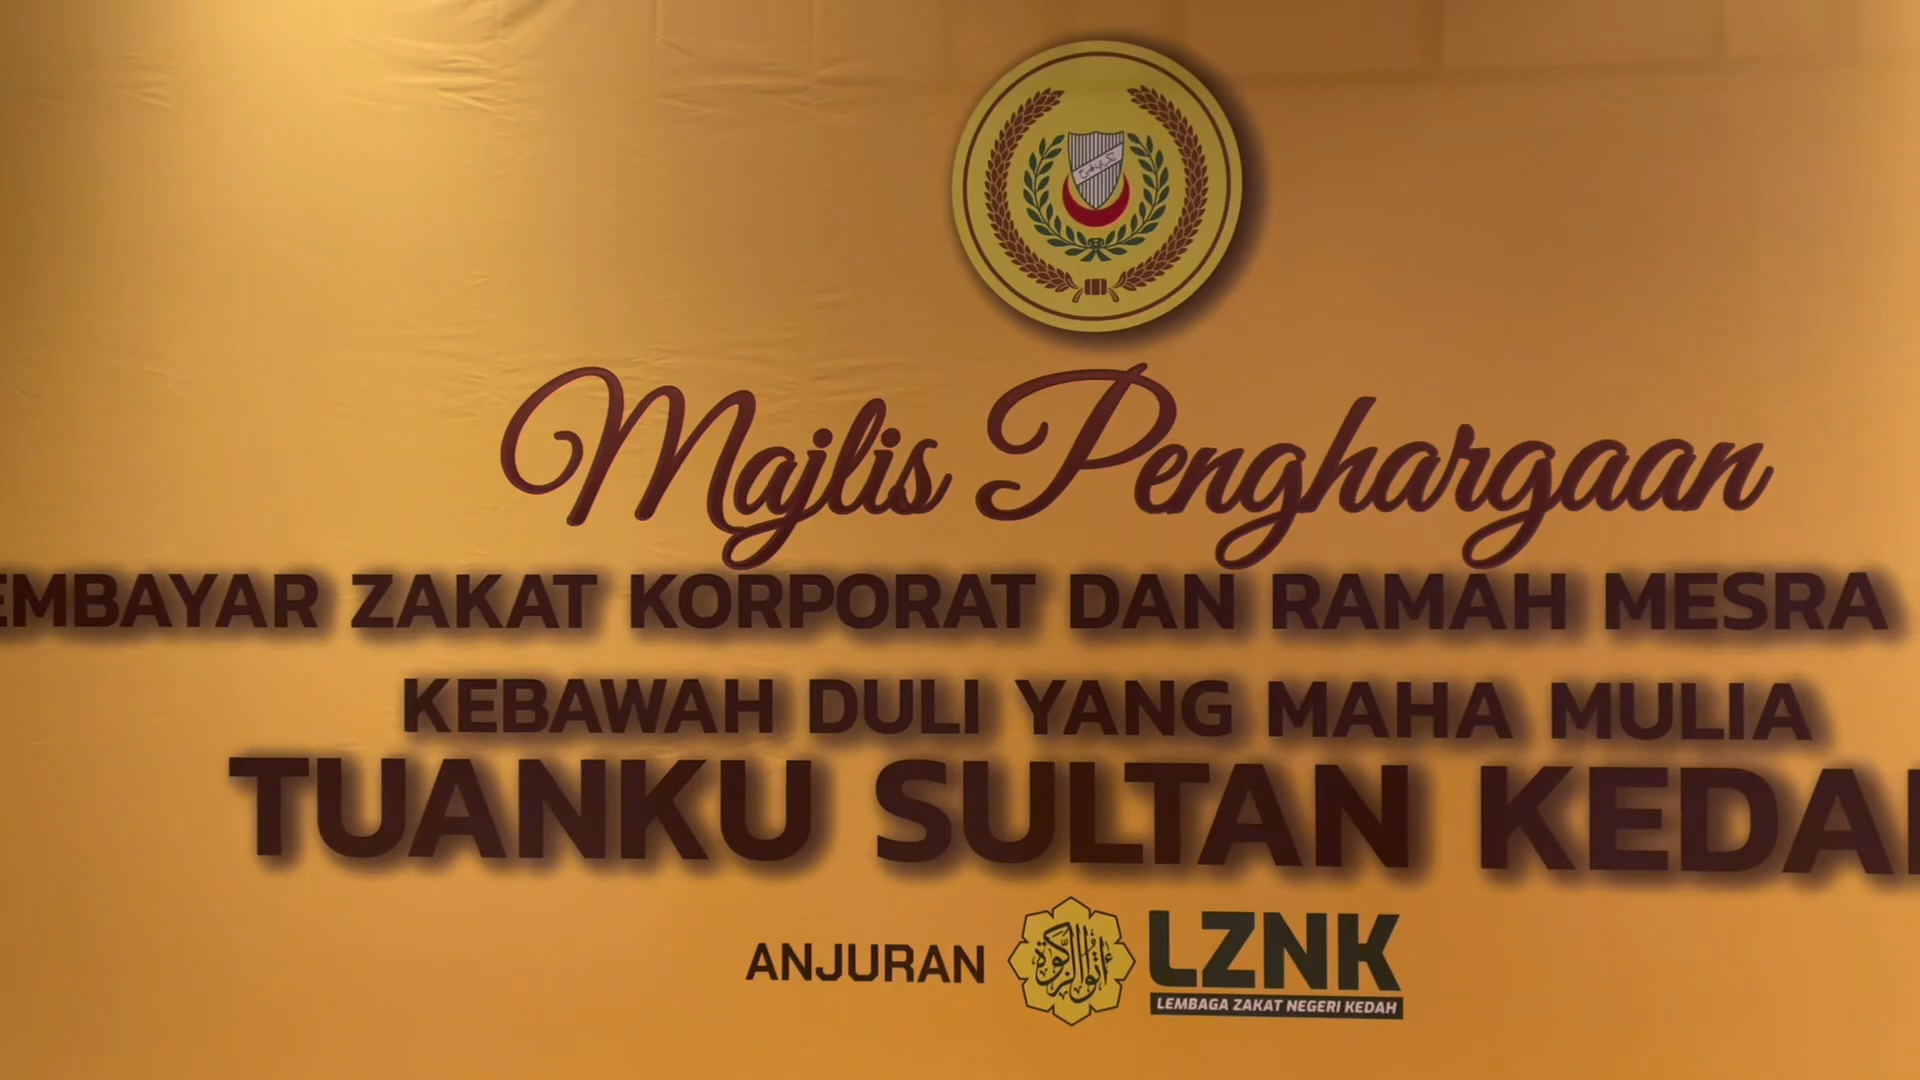 Majlis Penghargaan
EMBAYAR ZAKAT KORPORAT DAN RAMAH MESRA
KEBAWAH DULI YANG MAHA MULIA
TUANKU SULTAN KEDA
ANJURAN
LZNK
LEMBAGA ZAKAT NEGERI KEDAH